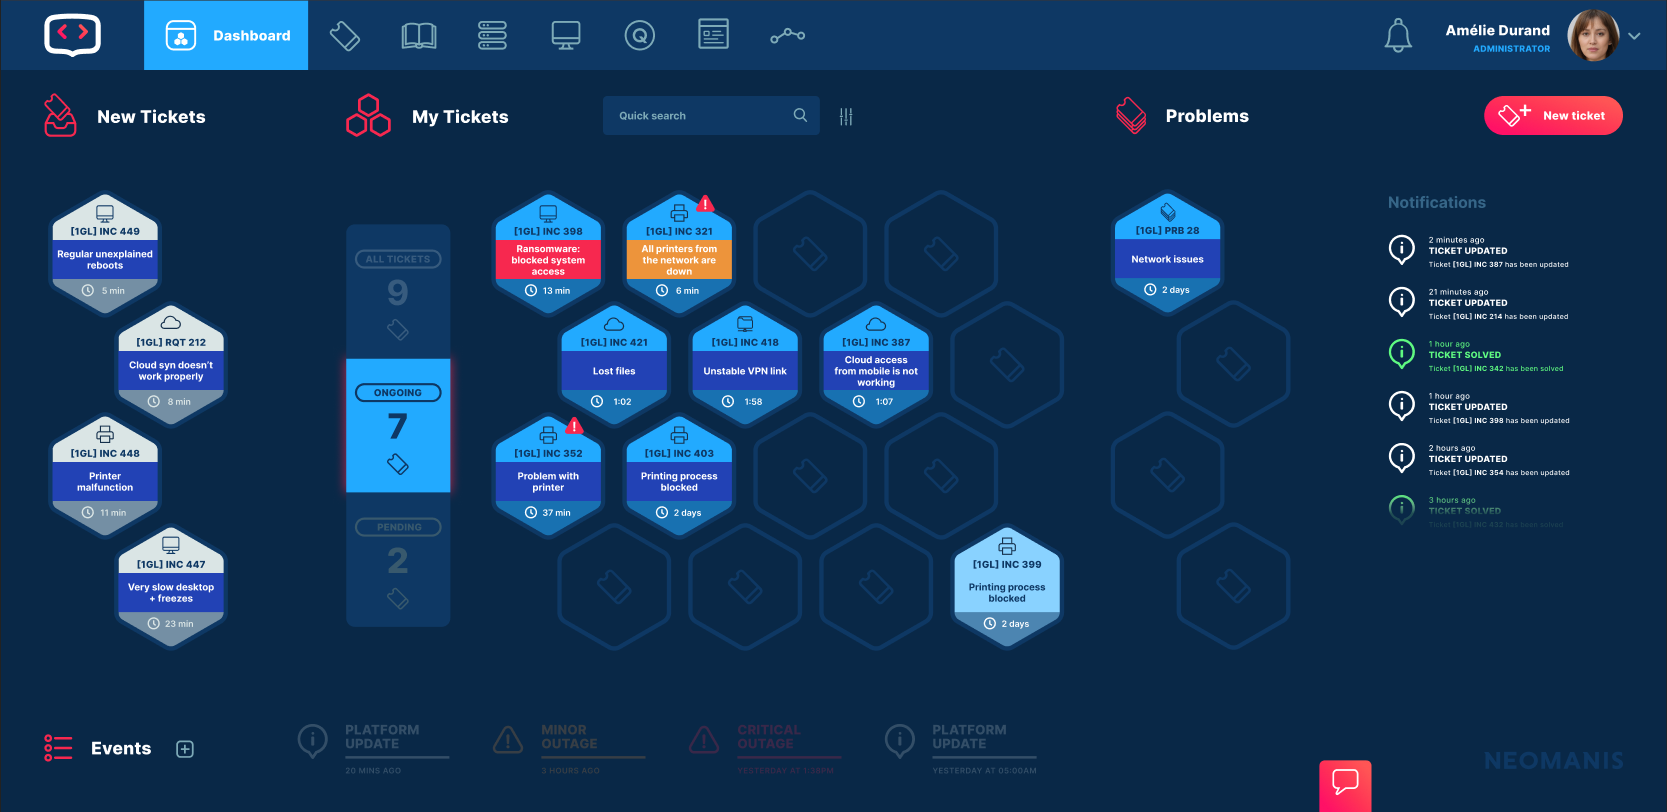 Dashboard
Q
Amélie Durand
ADMINISTRATOR
New Tickets
My Tickets
Quick search
Problems
New ticket
[1GL] INC 449
Regular unexplained
reboots
5 min
[1GL] RQT 212
Cloud syn doesn't
work properly
8 min
[1GL] INC 448
Printer
malfunction
11 min
[1GL] INC 447
Very slow desktop
+ freezes
23 min
ALL TICKETS
9
ONGOING
7
PENDING
2
[1GL] INC 398
Ransomware:
blocked system
access
13 min
[1GL] INC 321
All printers from
the network are
down
6 min
[1GL] INC 421
Lost files
1:02
[1GL] INC 418
Unstable VPN link
1:58
[1GL] INC 387
Cloud access
from mobile is not
working
1:07
[1GL] INC 352
Problem with
printer
37 min
[1GL] INC 403
Printing process
blocked
2 days
[1GL] INC 399
Printing process
blocked
2 days
[1GL] PRB 28
Network issues
2 days
Notifications
2 minutes ago
TICKET UPDATED
Ticket [1GL] INC 387 has been updated
21 minutes ago
TICKET UPDATED
Ticket [1GL] INC 214 has been updated
1 hour ago
TICKET SOLVED
Ticket [1GL] INC 342 has been solved
1 hour ago
TICKET UPDATED
Ticket [1GL] INC 398 has been updated
2 hours ago
TICKET UPDATED
Ticket [1GL] INC 354 has been updated
3 hours ago
TICKET SOLVED
Ticket [1GL] INC has been solved
Events
PLATFORM
UPDATE
20 MINS AGO
MINOR
OUTAGE
3 HOURS AGO
CRITICAL
OUTAGE
YESTERDAY AT
PLATFORM
UPDATE
YESTERDAY AT 05:00AM
NEOMANIS